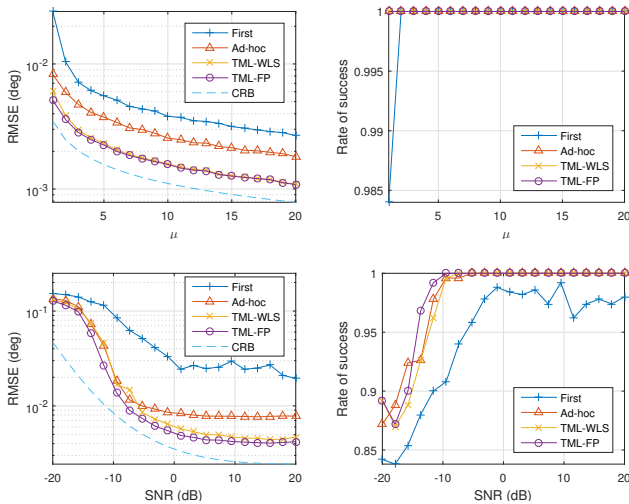 RMSE (deg)
10^-2
10^-3
First
Ad-hoc
TML-WLS
TML-FP
CRB
5 10 15 20
μ
Rate of success
1
0.995
0.99
0.985
First
Ad-hoc
TML-WLS
TML-FP
5 10 15 20
μ
RMSE (deg)
10^-1
10^-2
First
Ad-hoc
TML-WLS
TML-FP
CRB
-20 -10 0 10 20
SNR (dB)
Rate of success
1
0.95
0.9
0.85
First
Ad-hoc
TML-WLS
TML-FP
-20 -10 0 10 20
SNR (dB)